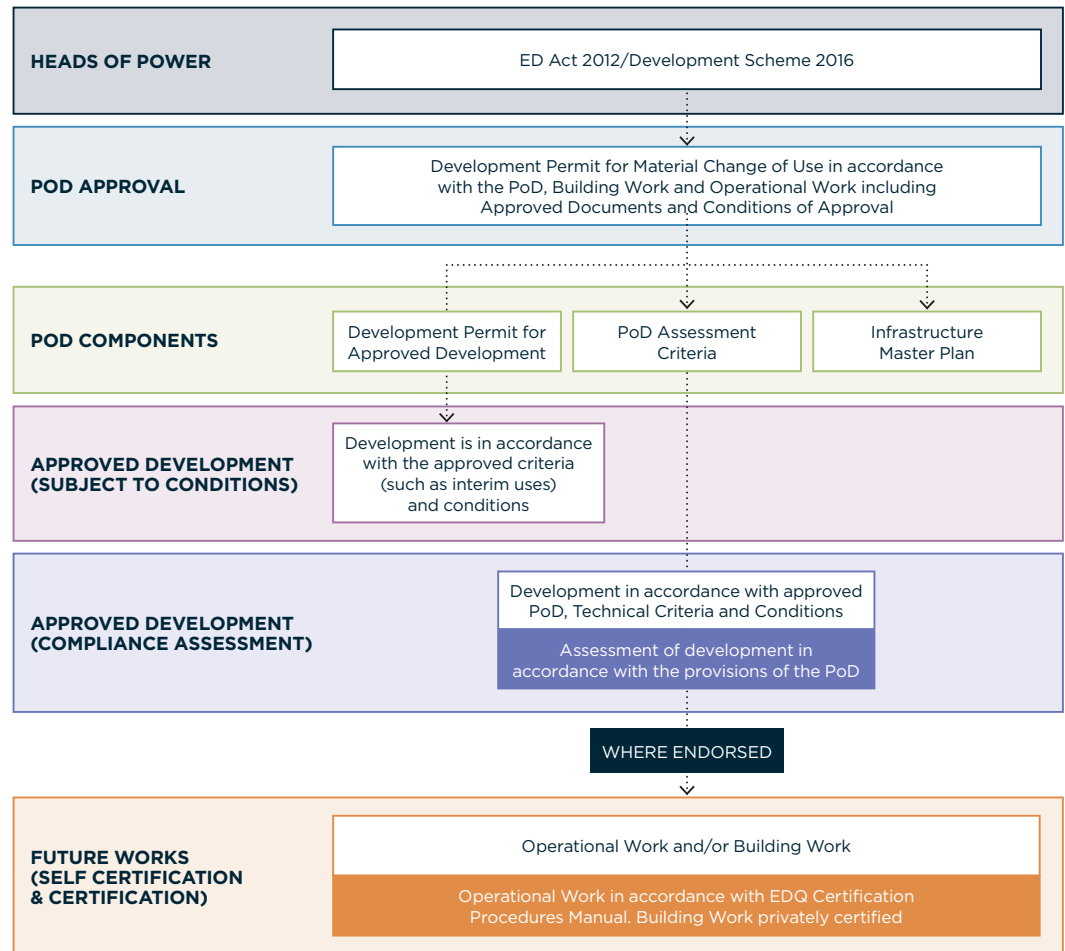 HEADS OF POWER
ED Act 2012/Development Scheme 2016
POD APPROVAL
Development Permit for Material Change of Use in accordance
with the PoD, Building Work and Operational Work including
Approved Documents and Conditions of Approval
POD COMPONENTS
Development Permit for
Approved Development
PoD Assessment
Criteria
Infrastructure
Master Plan
APPROVED DEVELOPMENT
(SUBJECT TO CONDITIONS)
Development is in accordance
with the approved criteria
(such as interim uses)
and conditions
APPROVED DEVELOPMENT
(COMPLIANCE ASSESSMENT)
Development in accordance with approved
PoD, Technical Criteria and Conditions
Assessment of development in
accordance with the provisions of the PoD
WHERE ENDORSED
FUTURE WORKS
(SELF CERTIFICATION
& CERTIFICATION)
Operational Work and/or Building Work
Operational Work in accordance with EDQ Certification
Procedures Manual. Building Work privately certified